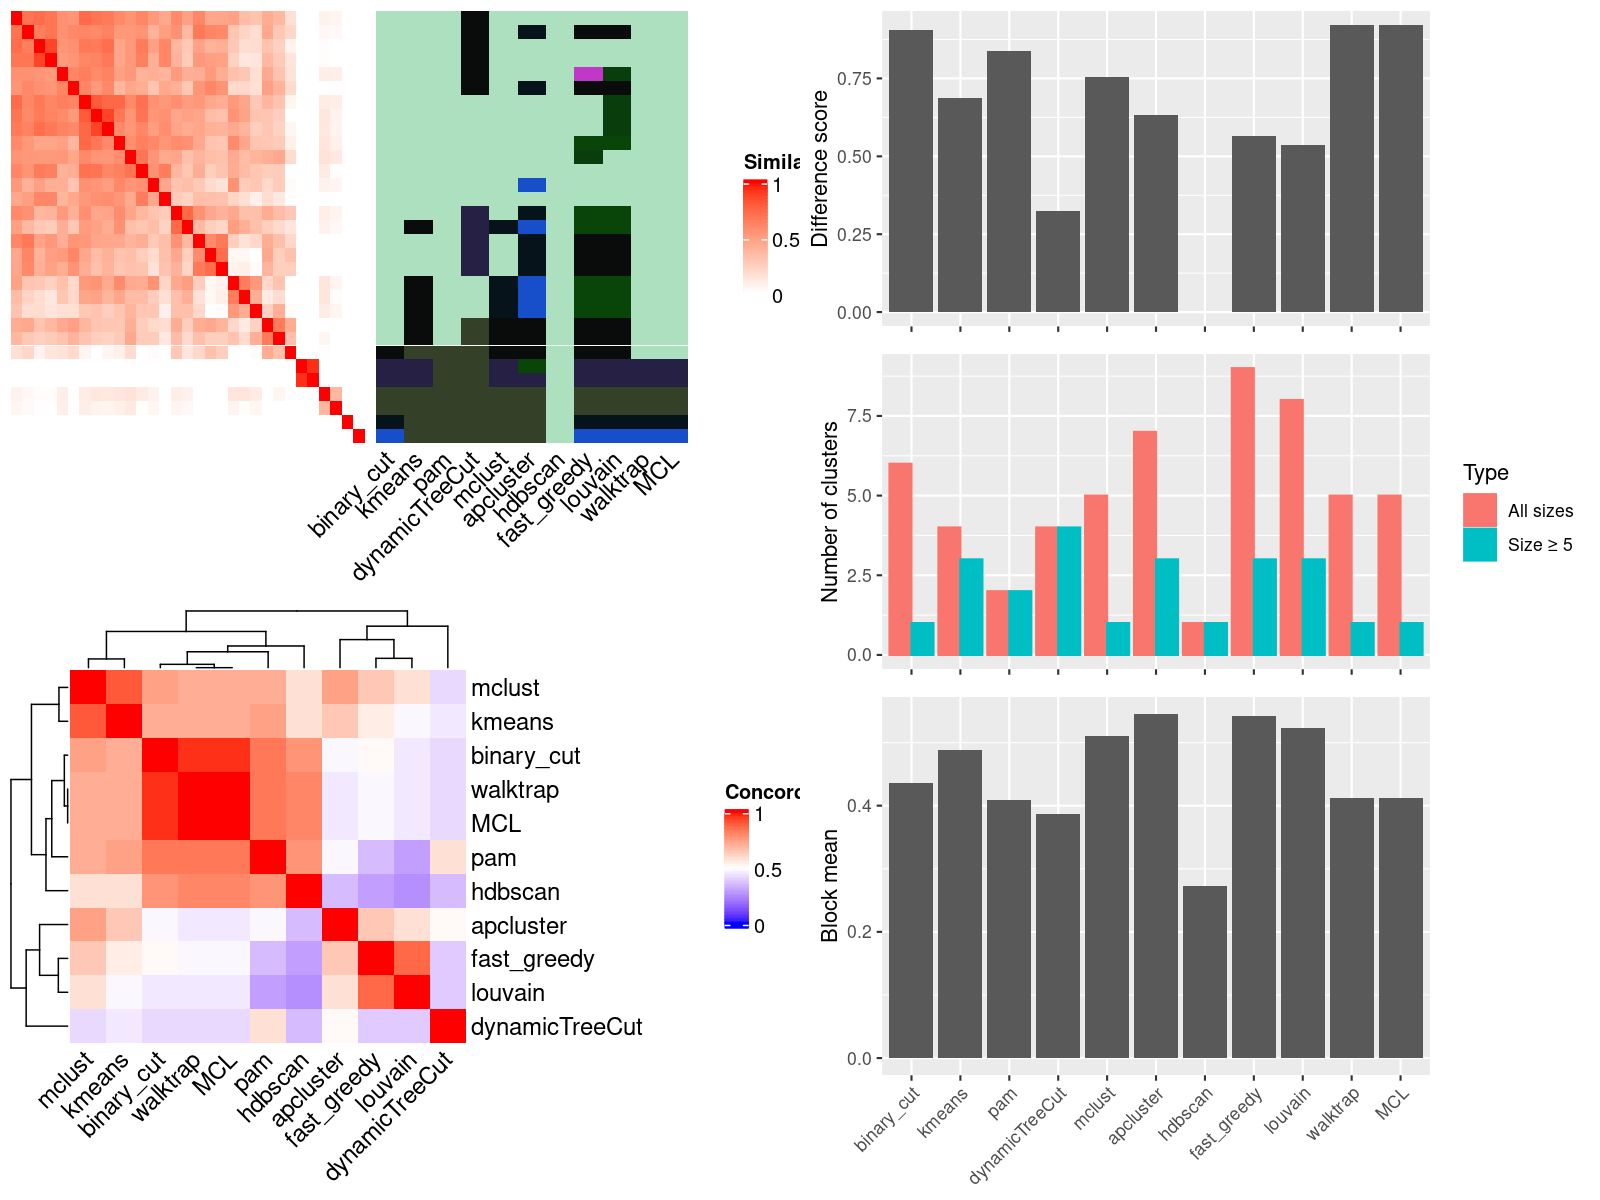 Simila
1
0.5
0
binary_cut
kmeans
pam
dynamicTreeCut
mclust
apcluster
hdbscan
fast_greedy
louvain
walktrap
MCL
mclust
kmeans
binary_cut
walktrap
MCL
pam
hdbscan
apcluster
fast_greedy
louvain
dynamicTreeCut
mclust
kmeans
binary_cut
walktrap
MCL
pam
hdbscan
apcluster
fast_greedy
louvain
dynamicTreeCut
Concord
1
0.5
0
Difference score
0.75
0.50
0.25
0.00
Number of clusters
7.5
5.0
2.5
0.0
Type
All sizes
Size ≥ 5
Block mean
0.4
0.2
0.0
binary_cut
kmeans
pam
dynamicTreeCut
mclust
apcluster
hdbscan
fast_greedy
louvain
walktrap
MCL